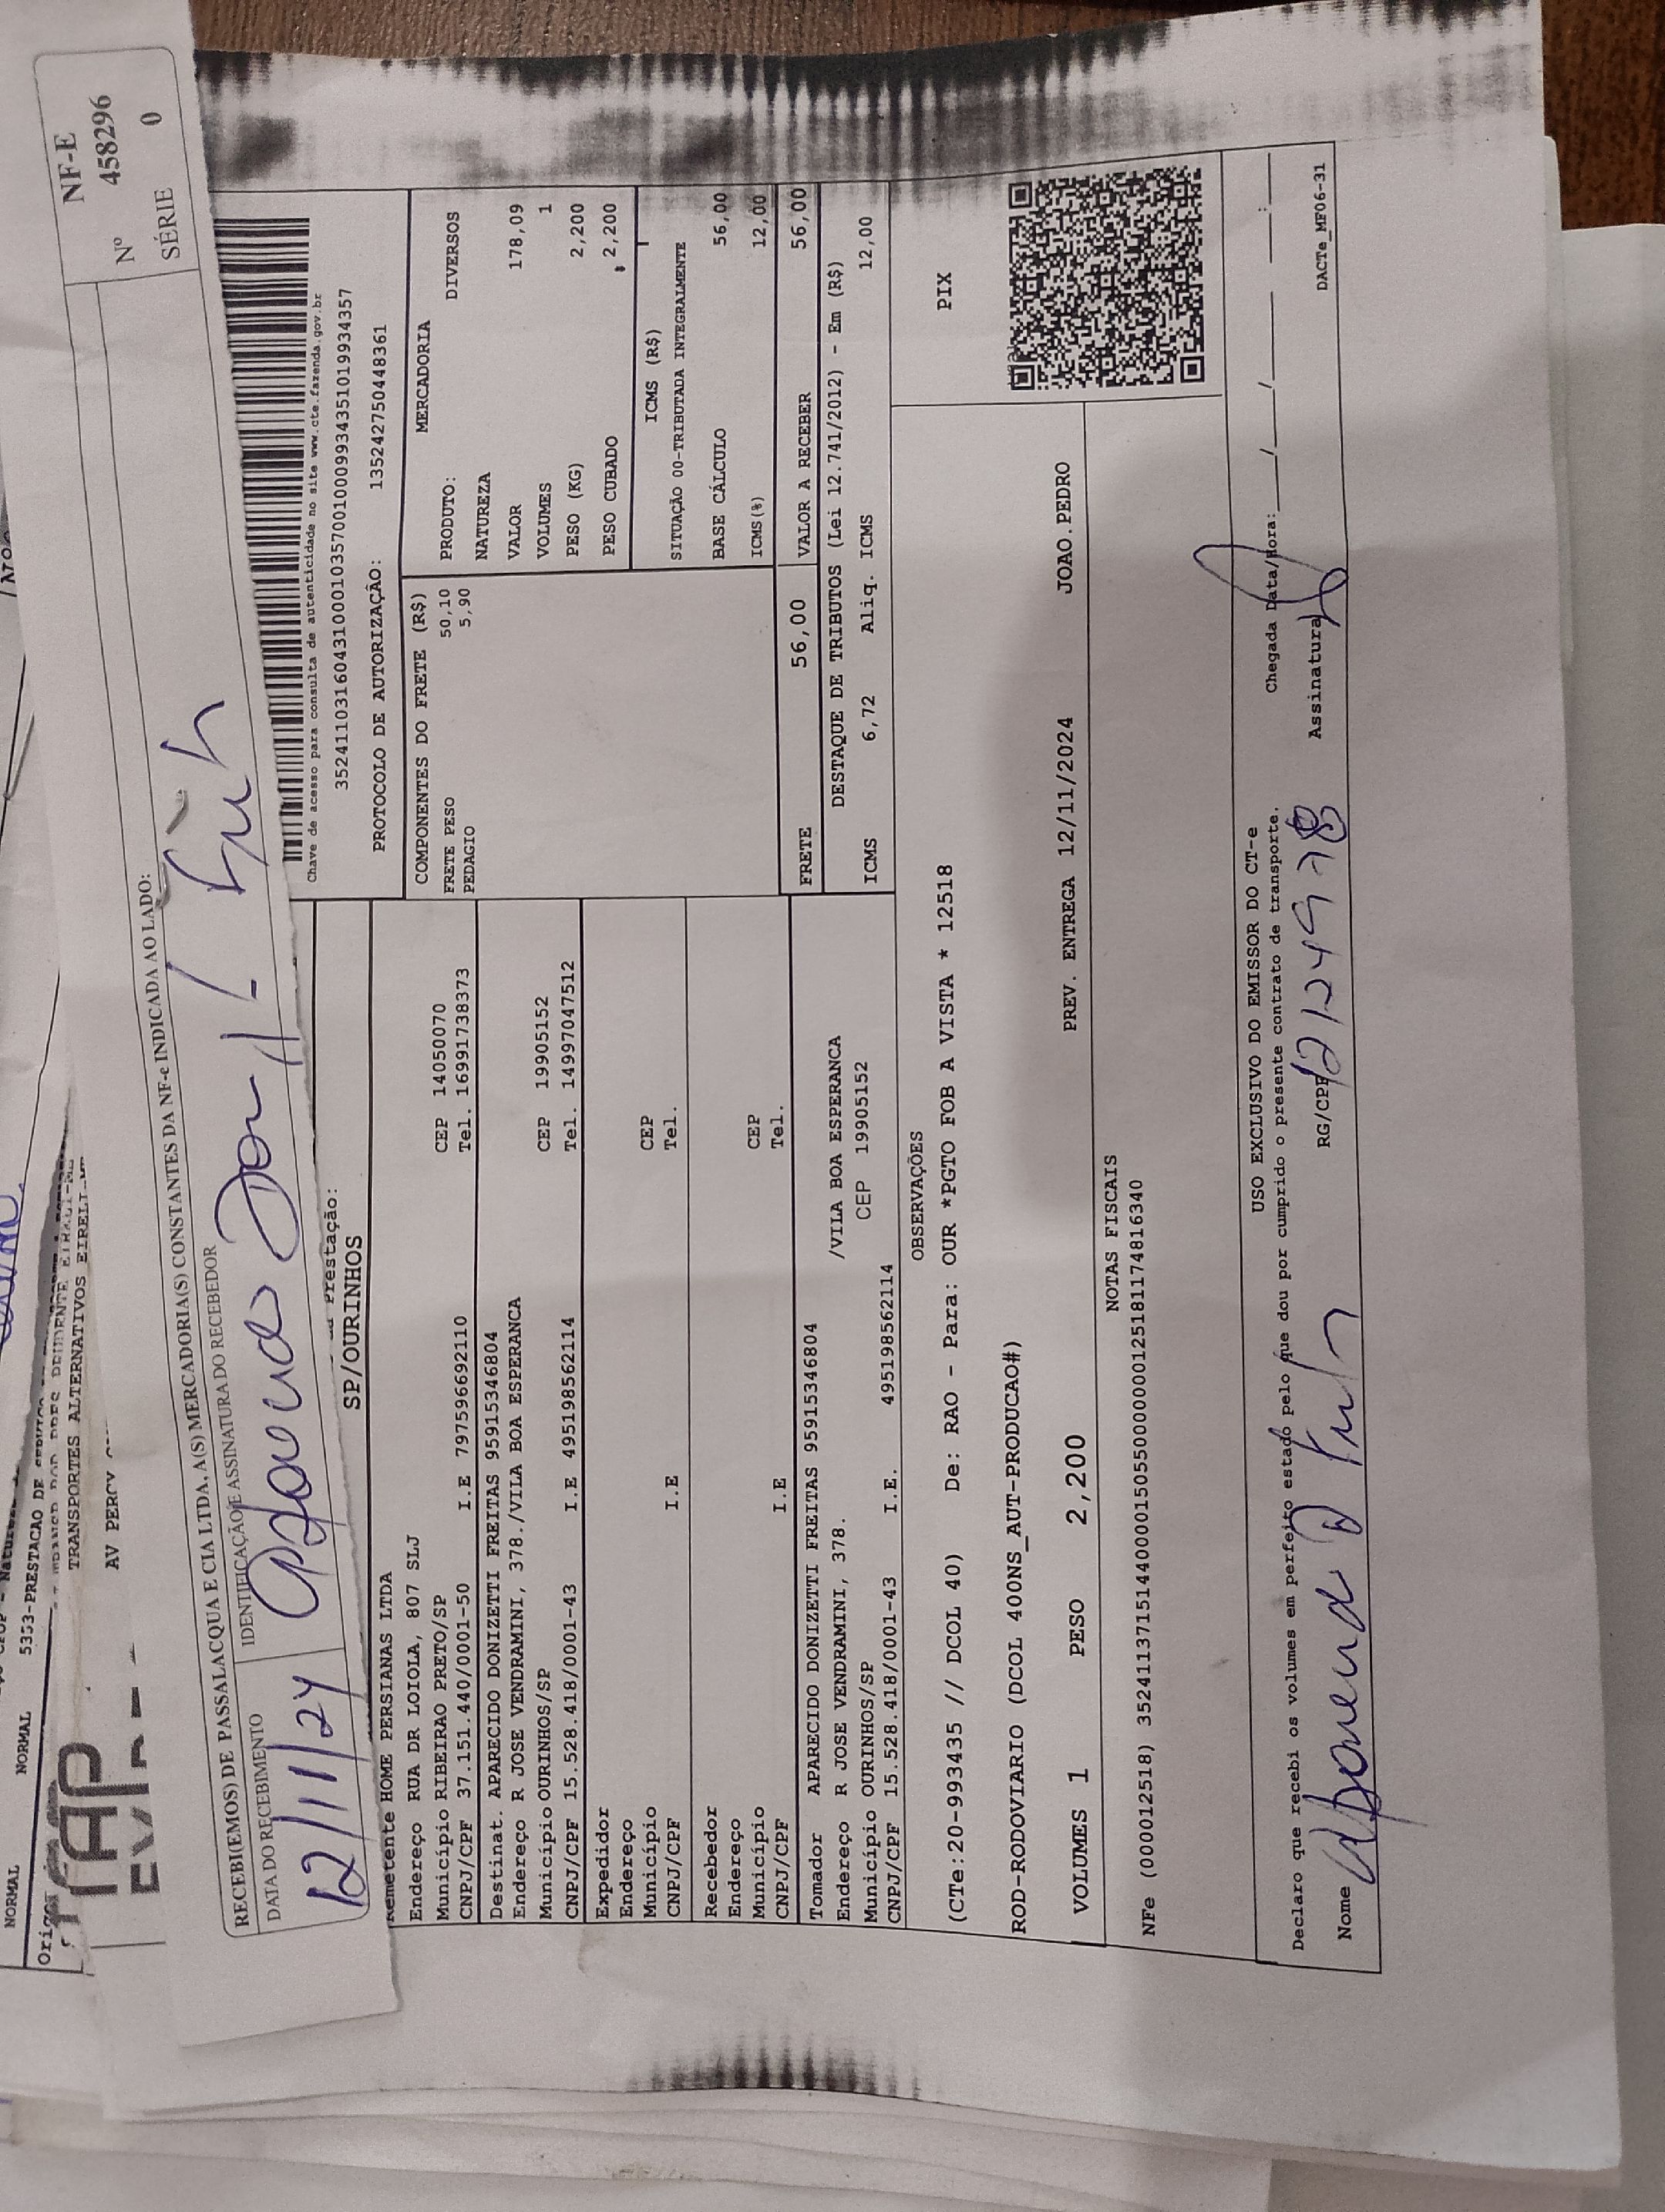 NORMAL
NORMAL
5353-PRESTACAO DE
TRANSPORTES ALTERNATIVOS EIRELI
AV PERCY
RECEBI(EMOS) DE PASSALACQUA E CIA LTDA, A(S) MERCADORIA(S) CONSTANTES DA NF-e INDICADA AO LADO:
DATA DO RECEBIMENTO
IDENTIFICAÇÃO E ASSINATURA DO RECEBEDOR
12/11/24
NF-E
Nº 458296
SÉRIE 0
Chave de acesso para consulta de autenticidade no site www.cte.fazenda.gov.br
35241103160431000103570010009934351019934357
PROTOCOLO DE AUTORIZAÇÃO: 135242750448361
Prestação:
SP/OURINHOS
Remetente HOME PERSIANAS LTDA
Endereço RUA DR LOIOLA, 807 SLJ
Município RIBEIRAO PRETO/SP CEP 14050070
CNPJ/CPF 37.151.440/0001-50 I.E 797596692110 Tel. 16991738373
Destinat. APARECIDO DONIZETTI FREITAS 95915346804
Endereço R JOSE VENDRAMINI, 378./VILA BOA ESPERANCA
Município OURINHOS/SP CEP 19905152
CNPJ/CPF 15.528.418/0001-43 I.E 495198562114 Tel. 14997047512
Expedidor
Endereço
Município CEP
CNPJ/CPF I.E Tel.
Recebedor
Endereço
Município CEP
CNPJ/CPF I.E Tel.
Tomador APARECIDO DONIZETTI FREITAS 95915346804
Endereço R JOSE VENDRAMINI, 378. /VILA BOA ESPERANCA
Município OURINHOS/SP CEP 19905152
CNPJ/CPF 15.528.418/0001-43 I.E. 495198562114
COMPONENTES DO FRETE (R$)
FRETE PESO 50,10
PEDAGIO 5,90
MERCADORIA
PRODUTO: DIVERSOS
NATUREZA
VALOR 178,09
VOLUMES 1
PESO (KG) 2,200
PESO CUBADO 2,200
ICMS (R$)
SITUAÇÃO 00-TRIBUTADA INTEGRALMENTE
BASE CÁLCULO 56,00
ICMS(%) 12,00
FRETE 56,00 VALOR A RECEBER 56,00
DESTAQUE DE TRIBUTOS (Lei 12.741/2012) - Em (R$)
ICMS 6,72 Aliq. ICMS 12,00
OBSERVAÇÕES
(CTe:20-993435 // DCOL 40) De: RAO - Para: OUR *PGTO FOB A VISTA * 12518
PIX
ROD-RODOVIARIO (DCOL 400NS_AUT-PRODUCAO#)
VOLUMES 1 PESO 2,200 PREV. ENTREGA 12/11/2024 JOAO.PEDRO
NOTAS FISCAIS
NFe (000012518) 35241137151440000150550000000125181174816340
USO EXCLUSIVO DO EMISSOR DO CT-e
Declaro que recebi os volumes em perfeito estado pelo que dou por cumprido o presente contrato de transporte.
Chegada Data/Hora: / / :
Nome
RG/CPF
Assinatura
DACTe_MF06-31